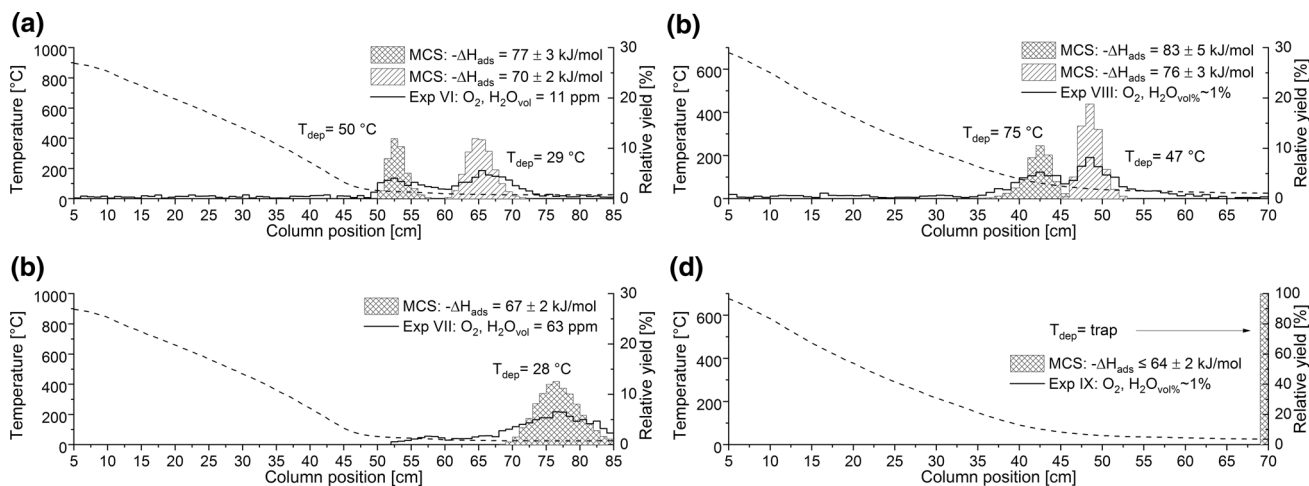 (a)
1000
800
600
400
200
0
Temperature [°C]
30
20
10
0
Relative yield [%]
MCS: -ΔHads = 77 ± 3 kJ/mol
MCS: -ΔHads = 70 ± 2 kJ/mol
Exp VI: O2, H2Ovol = 11 ppm
Tdep= 50 °C
Tdep= 29 °C
5 10 15 20 25 30 35 40 45 50 55 60 65 70 75 80 85
Column position [cm]
(b)
600
400
200
0
Temperature [°C]
30
20
10
0
Relative yield [%]
MCS: -ΔHads = 83 ± 5 kJ/mol
MCS: -ΔHads = 76 ± 3 kJ/mol
Exp VIII: O2, H2Ovol%~1%
Tdep= 75 °C
Tdep= 47 °C
5 10 15 20 25 30 35 40 45 50 55 60 65 70
Column position [cm]
(b)
1000
800
600
400
200
0
Temperature [°C]
30
20
10
0
Relative yield [%]
MCS: -ΔHads = 67 ± 2 kJ/mol
Exp VII: O2, H2Ovol = 63 ppm
Tdep= 28 °C
5 10 15 20 25 30 35 40 45 50 55 60 65 70 75 80 85
Column position [cm]
(d)
600
400
200
0
Temperature [°C]
100
80
60
40
20
0
Relative yield [%]
Tdep= trap
MCS: -ΔHads ≤ 64 ± 2 kJ/mol
Exp IX: O2, H2Ovol%~1%
5 10 15 20 25 30 35 40 45 50 55 60 65 70
Column position [cm]